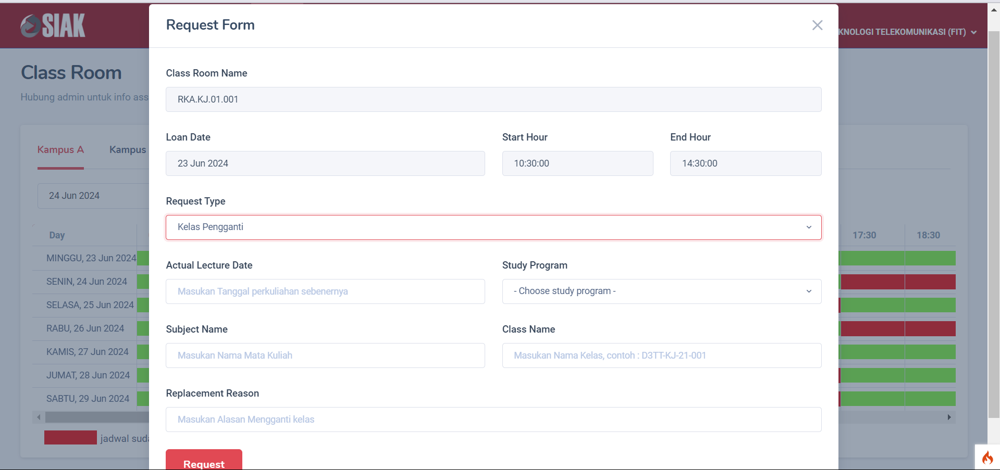 SIAK
Request Form
KNOLOGI TELEKOMUNIKASI (FIT)
Class Room
Hubung admin untuk info ass
Class Room Name
RKA.KJ.01.001
Loan Date
Start Hour
End Hour
Kampus A
Kampus
23 Jun 2024
10:30:00
14:30:00
24 Jun 2024
Request Type
Kelas Pengganti
Day
17:30
18:30
MINGGU, 23 Jun 2024
SENIN, 24 Jun 2024
SELASA, 25 Jun 2024
RABU, 26 Jun 2024
KAMIS, 27 Jun 2024
JUMAT, 28 Jun 2024
SABTU, 29 Jun 2024
Actual Lecture Date
Study Program
Masukan Tanggal perkuliahan sebenernya
- Choose study program -
Subject Name
Class Name
Masukan Nama Mata Kuliah
Masukan Nama Kelas, contoh : D3TT-KJ-21-001
Replacement Reason
Masukan Alasan Mengganti kelas
jadwal suda
Request